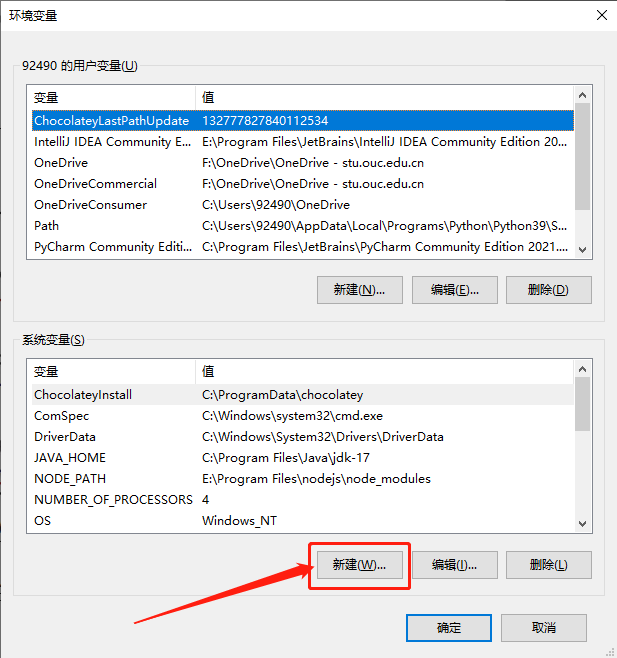 环境变量
92490 的用户变量(U)
变量 值
ChocolateyLastPathUpdate 132777827840112534
IntelliJ IDEA Community E... E:\Program Files\JetBrains\IntelliJ IDEA Community Edition 20...
OneDrive F:\OneDrive\OneDrive - stu.ouc.edu.cn
OneDriveCommercial F:\OneDrive\OneDrive - stu.ouc.edu.cn
OneDriveConsumer C:\Users\92490\OneDrive
Path C:\Users\92490\AppData\Local\Programs\Python\Python39\S...
PyCharm Community Editi... C:\Program Files\JetBrains\PyCharm Community Edition 2021....
新建(N)... 编辑(E)... 删除(D)
系统变量(S)
变量 值
ChocolateyInstall C:\ProgramData\chocolatey
ComSpec C:\Windows\system32\cmd.exe
DriverData C:\Windows\System32\Drivers\DriverData
JAVA_HOME C:\Program Files\Java\jdk-17
NODE_PATH E:\Program Files\nodejs\node_modules
NUMBER_OF_PROCESSORS 4
OS Windows_NT
新建(W)... 编辑(I)... 删除(L)
确定 取消